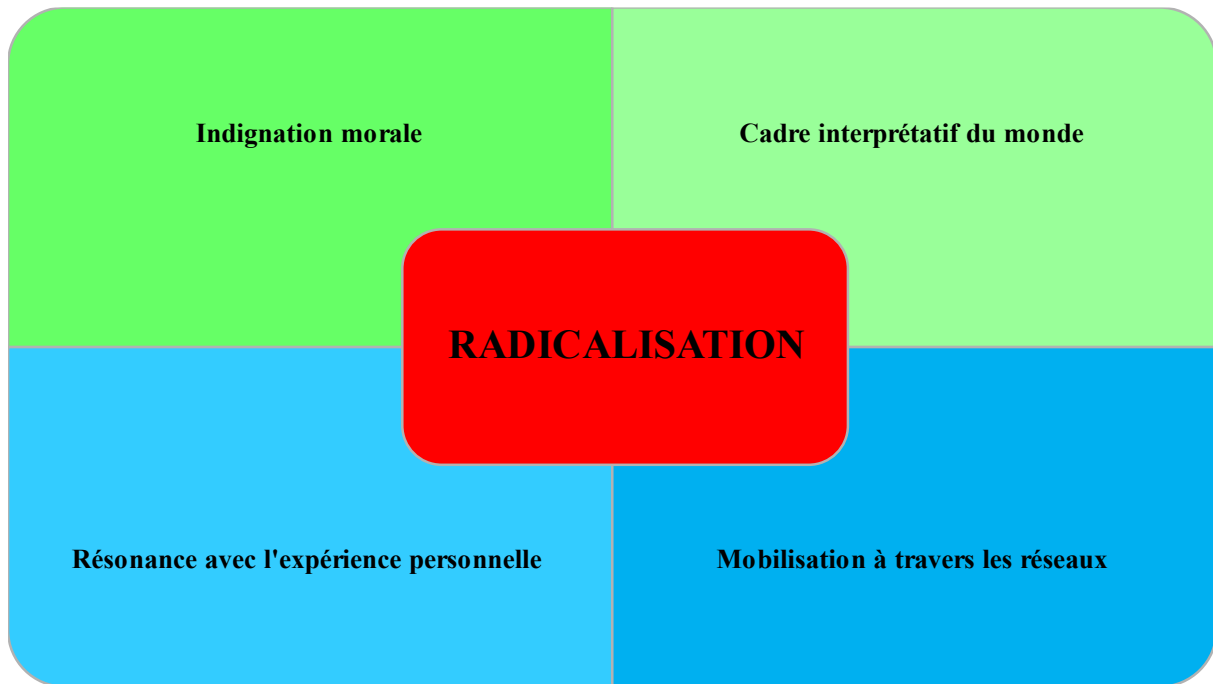 Indignation morale
Cadre interprétatif du monde
RADICALISATION
Résonance avec l'expérience personnelle
Mobilisation à travers les réseaux